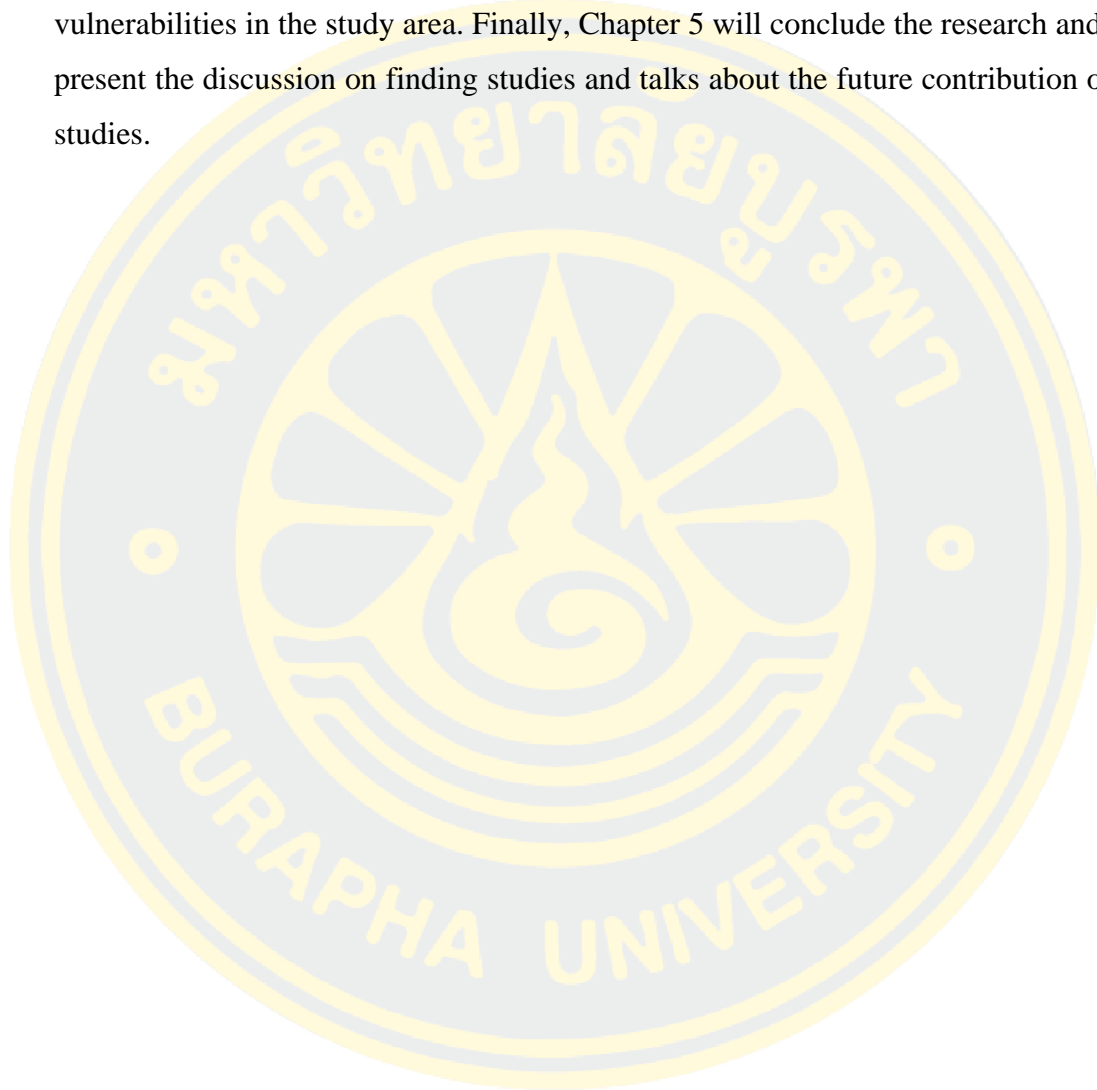 vulnerabilities in the study area. Finally, Chapter 5 will conclude the research and
present the discussion on finding studies and talks about the future contribution
studies.
มหาวิทยาลัยบูรพา
BURAPHA UNIVERSITY